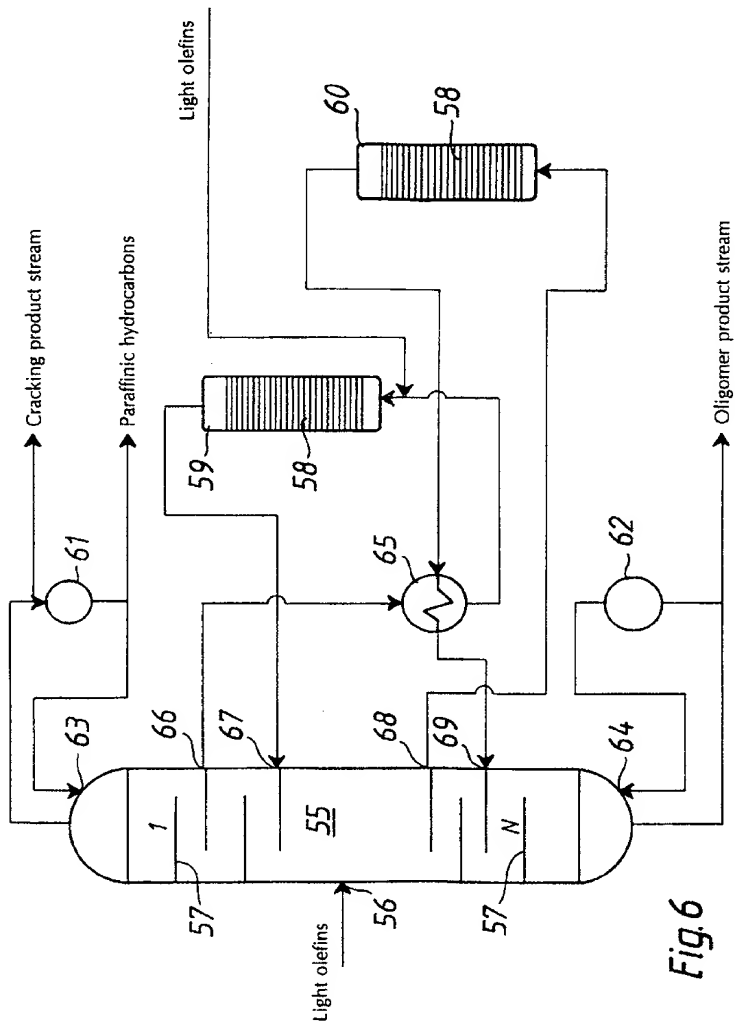 Cracking product stream
Paraffinic hydrocarbons
Light olefins
Light olefins
Oligomer product stream
61
63
66
67
68
69
64
62
65
59
58
60
58
1
57
55
N
57
56
Fig.6